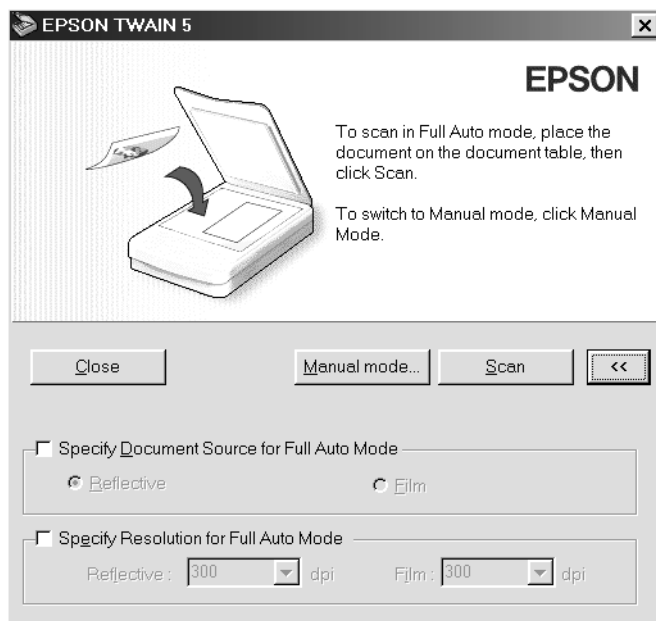 EPSON TWAIN 5
EPSON
To scan in Full Auto mode, place the
document on the document table, then
click Scan.
To switch to Manual mode, click Manual
Mode.
Close
Manual mode...
Scan
<<
Specify Document Source for Full Auto Mode
Reflective
Film
Specify Resolution for Full Auto Mode
Reflective : 300 dpi Film : 300 dpi